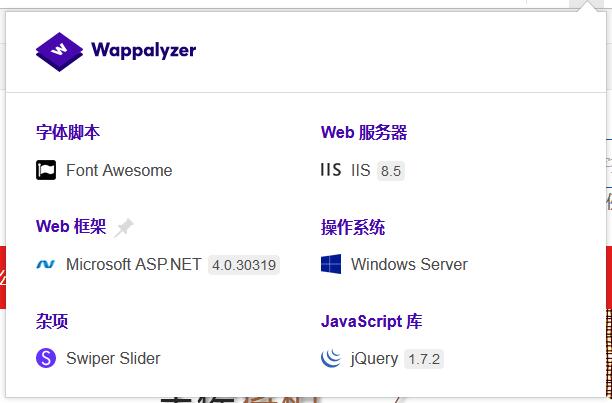 Wappalyzer
字体脚本
Font Awesome
Web 服务器
IIS IIS 8.5
Web 框架
Microsoft ASP.NET 4.0.30319
操作系统
Windows Server
杂项
Swiper Slider
JavaScript 库
jQuery 1.7.2